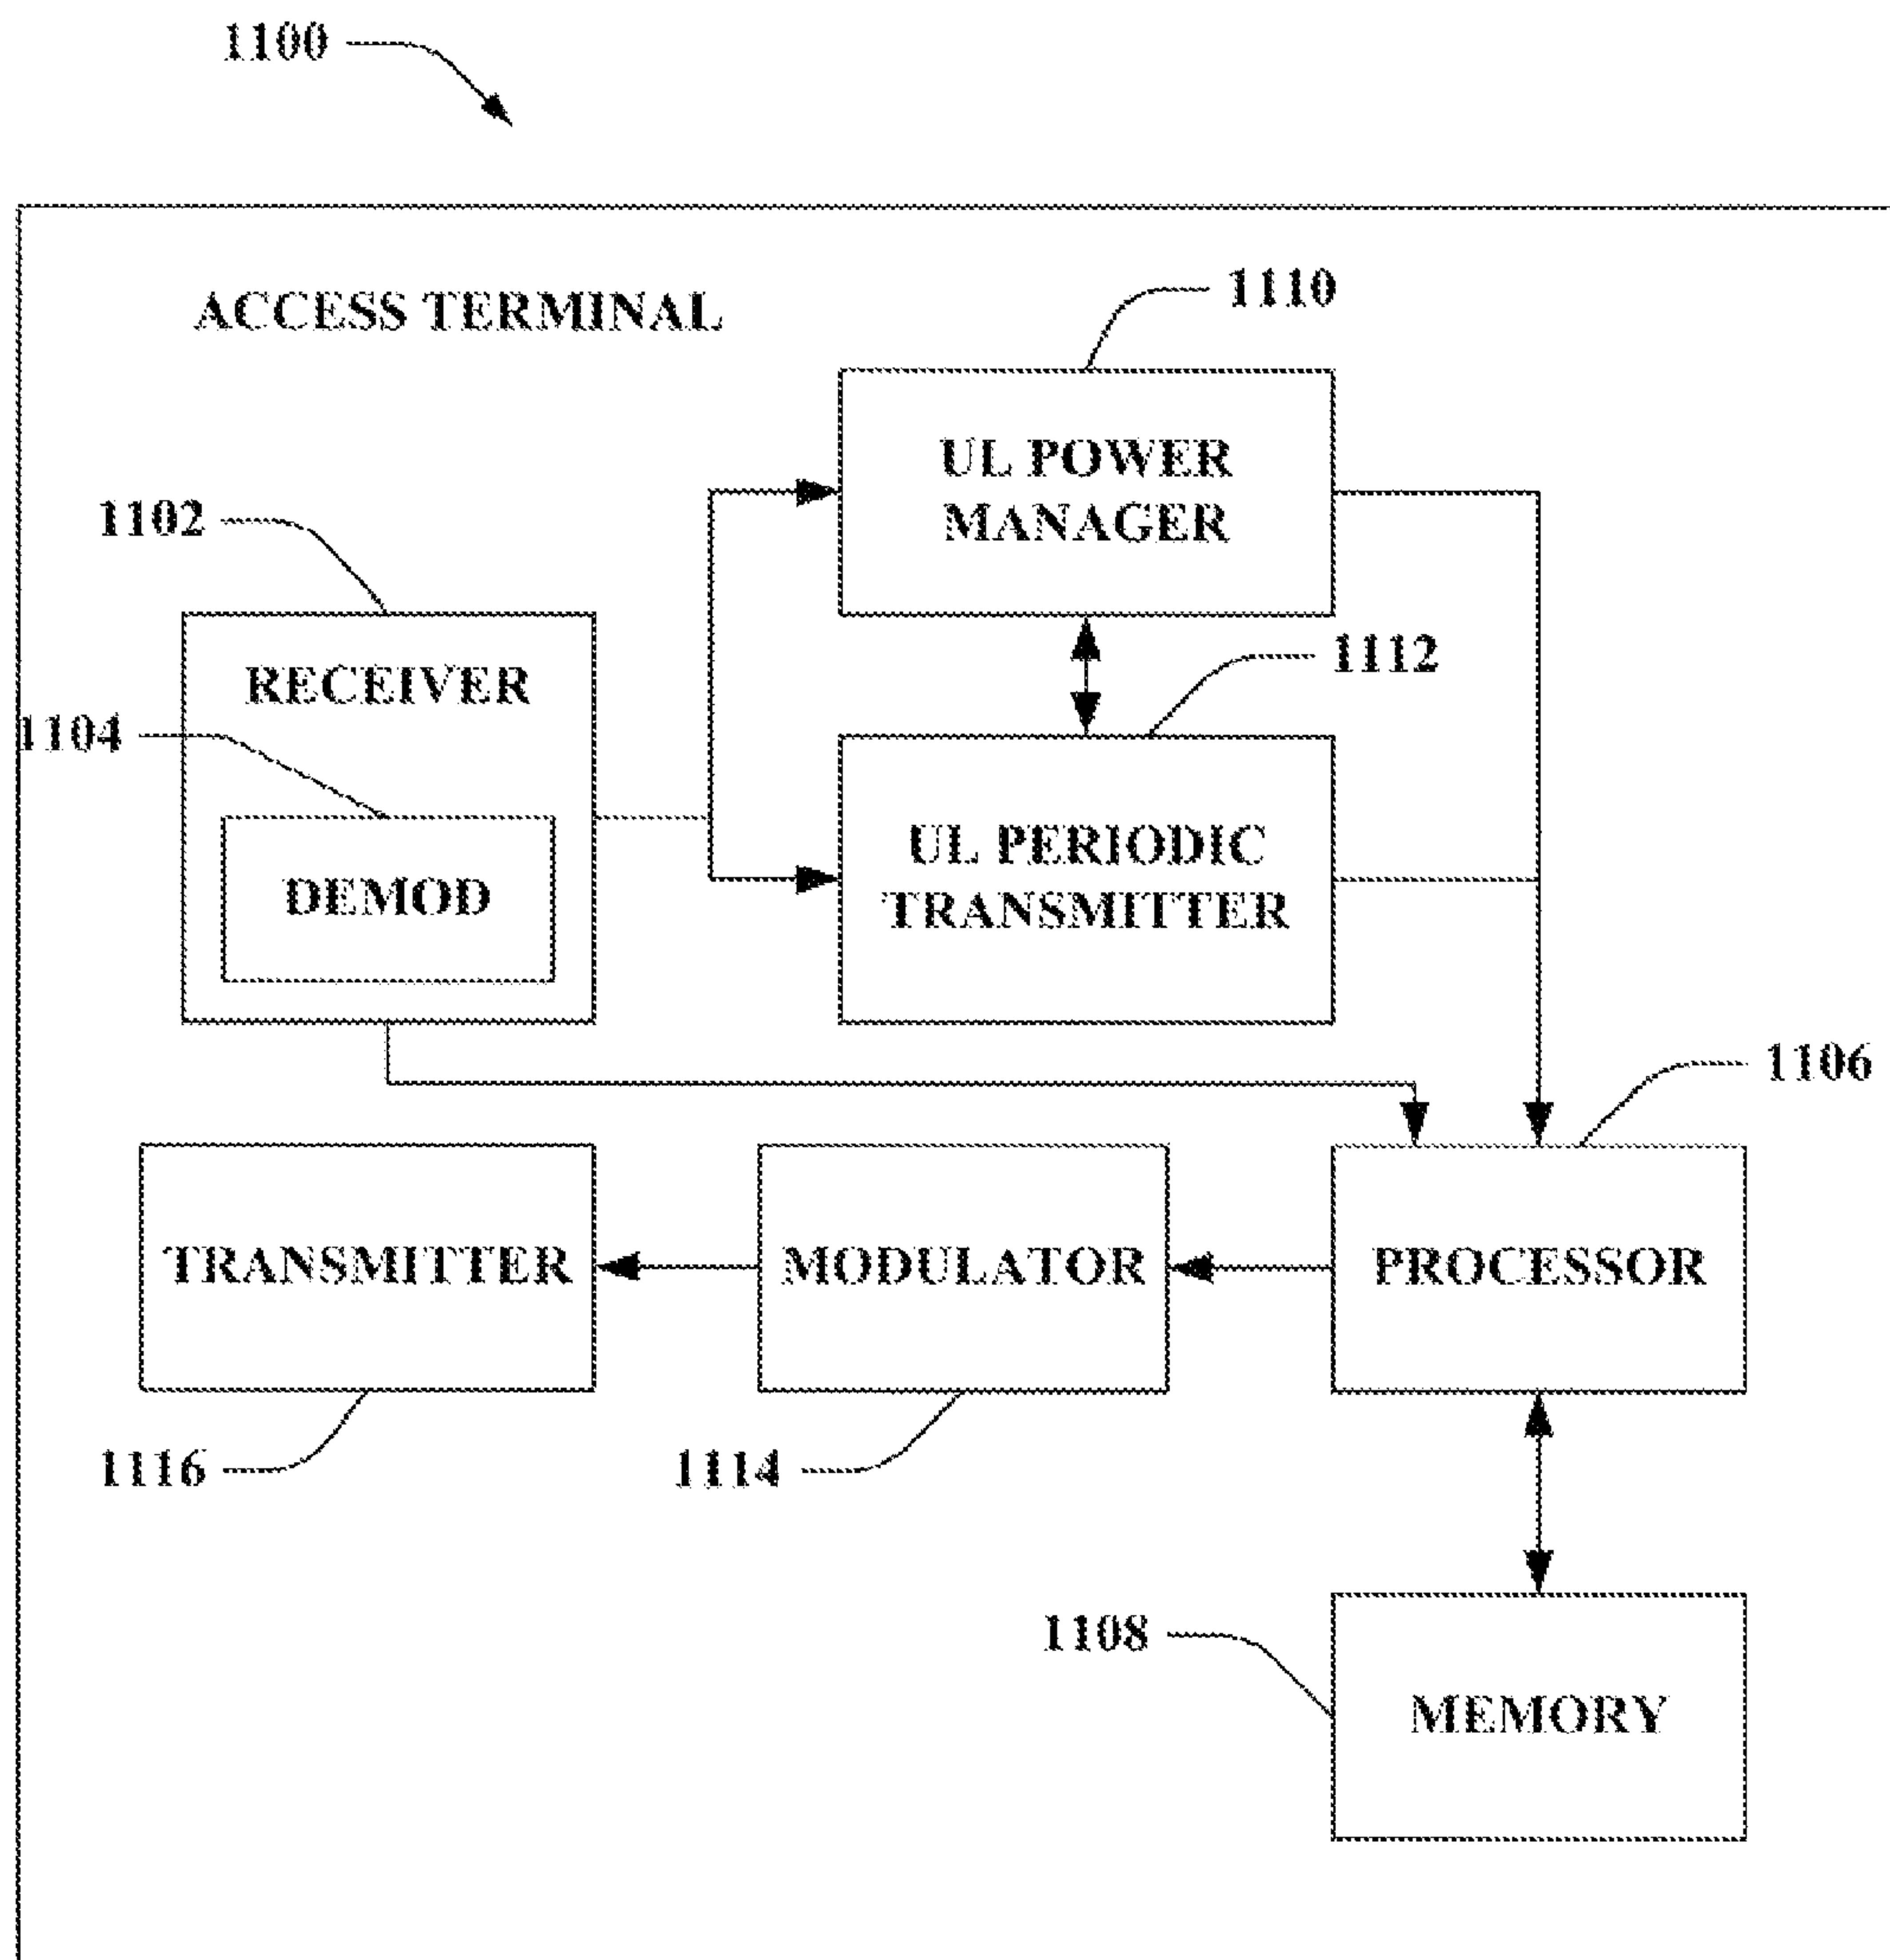 1100
ACCESS TERMINAL
1110
UL POWER
MANAGER
1102
RECEIVER
1112
1104
DEMOD
UL PERIODIC
TRANSMITTER
1106
TRANSMITTER
MODULATOR
PROCESSOR
1116
1114
1108
MEMORY